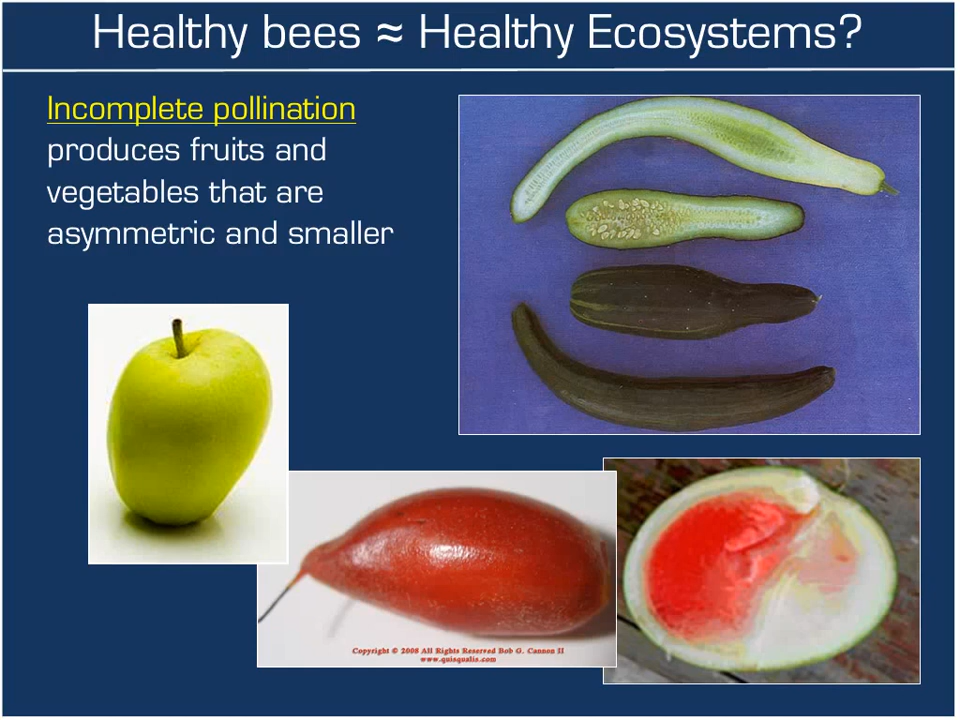 Healthy bees ≈ Healthy Ecosystems?
Incomplete pollination
produces fruits and
vegetables that are
asymmetric and smaller
Copyright © 2008 All Rights Reserved Bob G. Cannon II
www.quisqualis.com